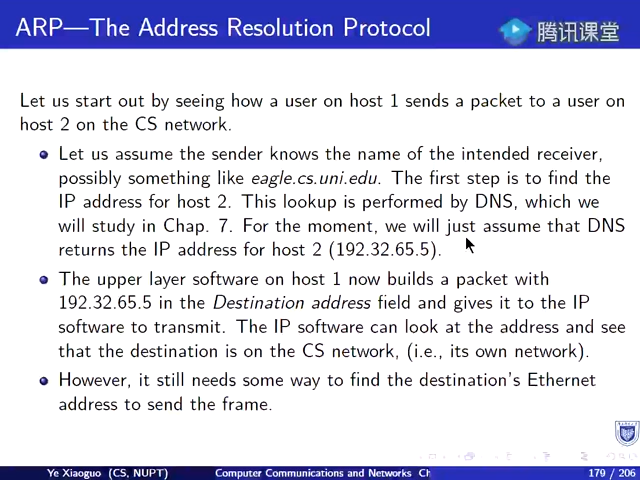 ARP—The Address Resolution Protocol
腾讯课堂
Let us start out by seeing how a user on host 1 sends a packet to a user on
host 2 on the CS network.
Let us assume the sender knows the name of the intended receiver,
possibly something like eagle.cs.uni.edu. The first step is to find the
IP address for host 2. This lookup is performed by DNS, which we
will study in Chap. 7. For the moment, we will just assume that DNS
returns the IP address for host 2 (192.32.65.5).
The upper layer software on host 1 now builds a packet with
192.32.65.5 in the Destination address field and gives it to the IP
software to transmit. The IP software can look at the address and see
that the destination is on the CS network, (i.e., its own network).
However, it still needs some way to find the destination's Ethernet
address to send the frame.
Ye Xiaoguo (CS, NUPT) Computer Communications and Networks Ch 179 / 206